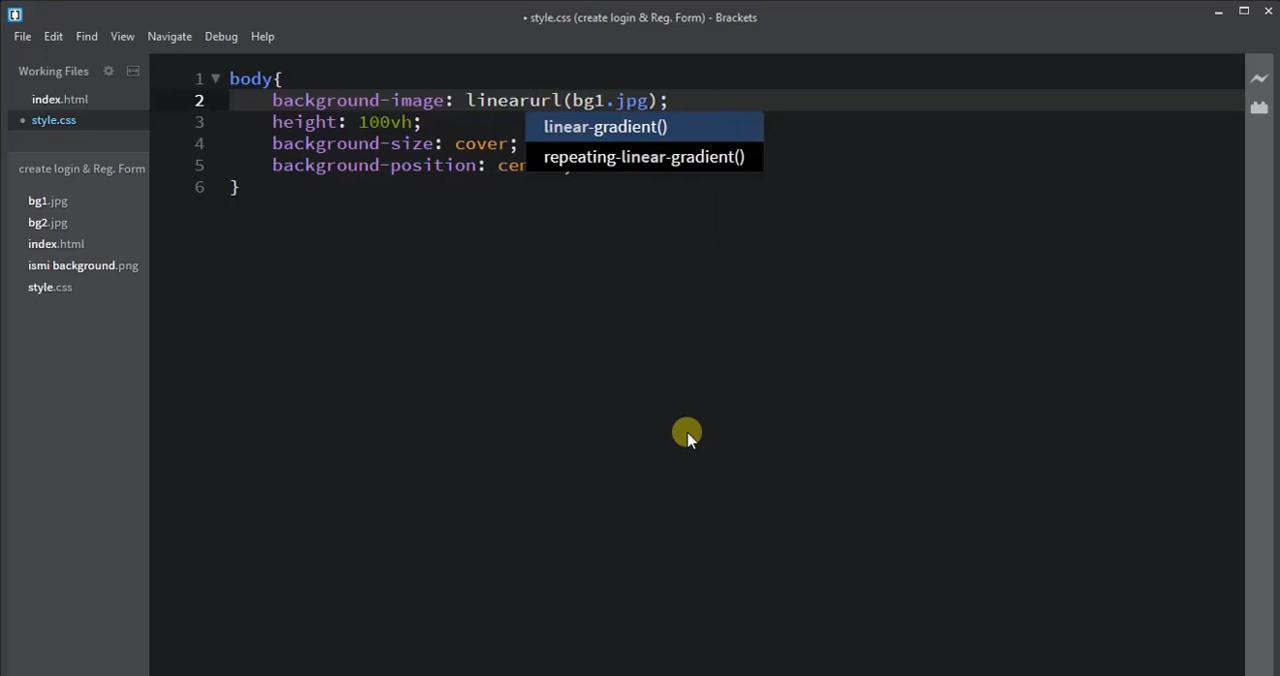 • style.css (create login & Reg. Form) - Brackets
File Edit Find View Navigate Debug Help
Working Files
index.html
• style.css
create login & Reg. Form
bg1.jpg
bg2.jpg
index.html
ismi background.png
style.css
1 body{
2 background-image: linearurl(bg1.jpg);
3 height: 100vh;
4 background-size: cover;
5 background-position:
6 }
linear-gradient()
repeating-linear-gradient()